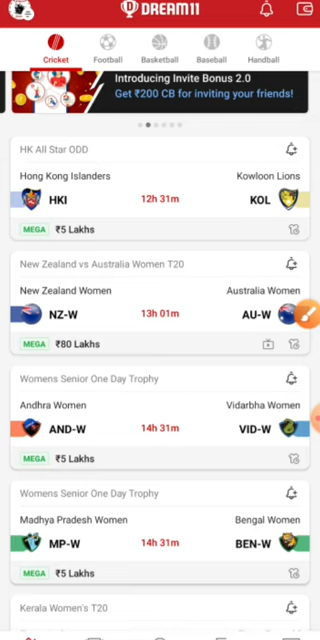 DREAM11
Cricket Football Basketball Baseball Handball
Introducing Invite Bonus 2.0
Get ₹200 CB for inviting your friends!
HK All Star ODD
Hong Kong Islanders Kowloon Lions
HKI 12h 31m KOL
MEGA ₹5 Lakhs
New Zealand vs Australia Women T20
New Zealand Women Australia Women
NZ-W 13h 01m AU-W
MEGA ₹80 Lakhs
Womens Senior One Day Trophy
Andhra Women Vidarbha Women
AND-W 14h 31m VID-W
MEGA ₹5 Lakhs
Womens Senior One Day Trophy
Madhya Pradesh Women Bengal Women
MP-W 14h 31m BEN-W
MEGA ₹5 Lakhs
Kerala Women's T20